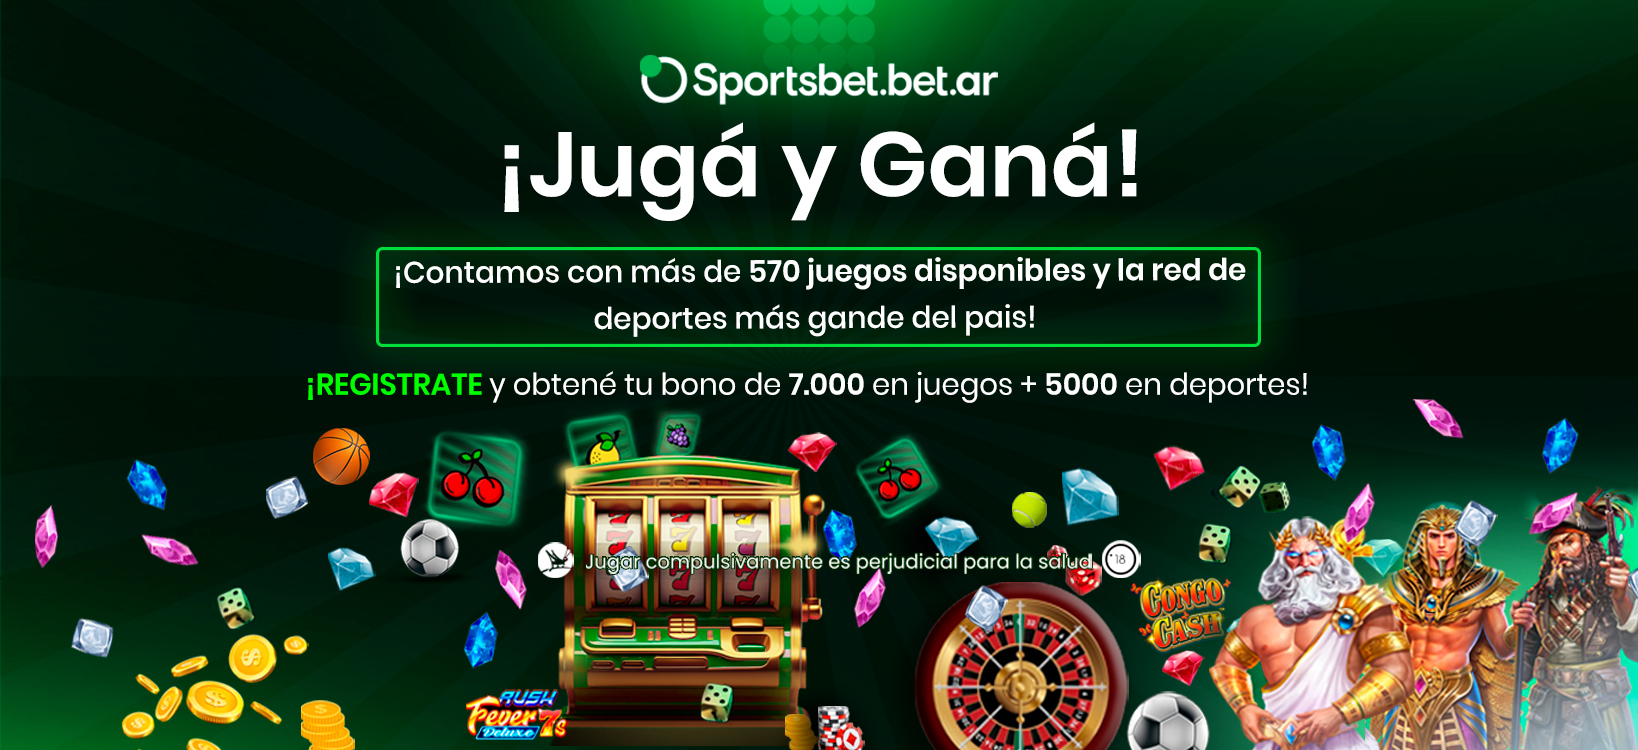 Sportsbet.bet.ar
¡Jugá y Ganá!
¡Contamos con más de 570 juegos disponibles y la red de
deportes más gande del pais!
¡REGISTRATE y obtené tu bono de 7.000 en juegos + 5000 en deportes!
Jugar compulsivamente es perjudicial para la salud. 18
CONGO
CASH
RUSH
Fever 7s
Deluxe